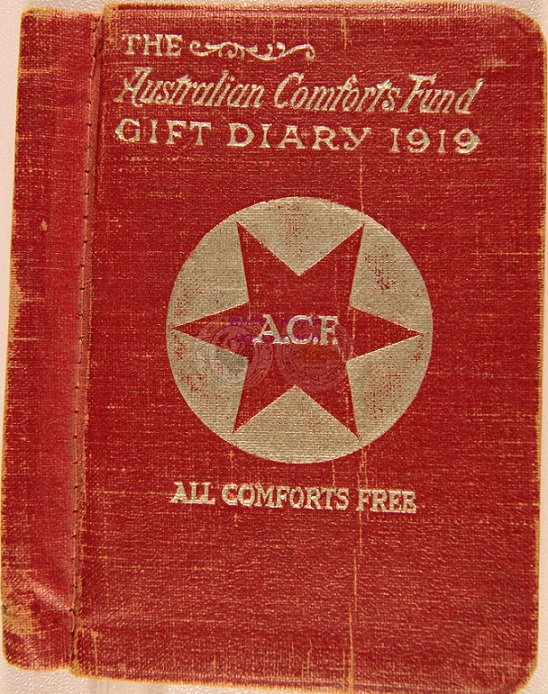 THE
Australian Comforts Fund
GIFT DIARY 1919
A.C.F.
ALL COMFORTS FREE